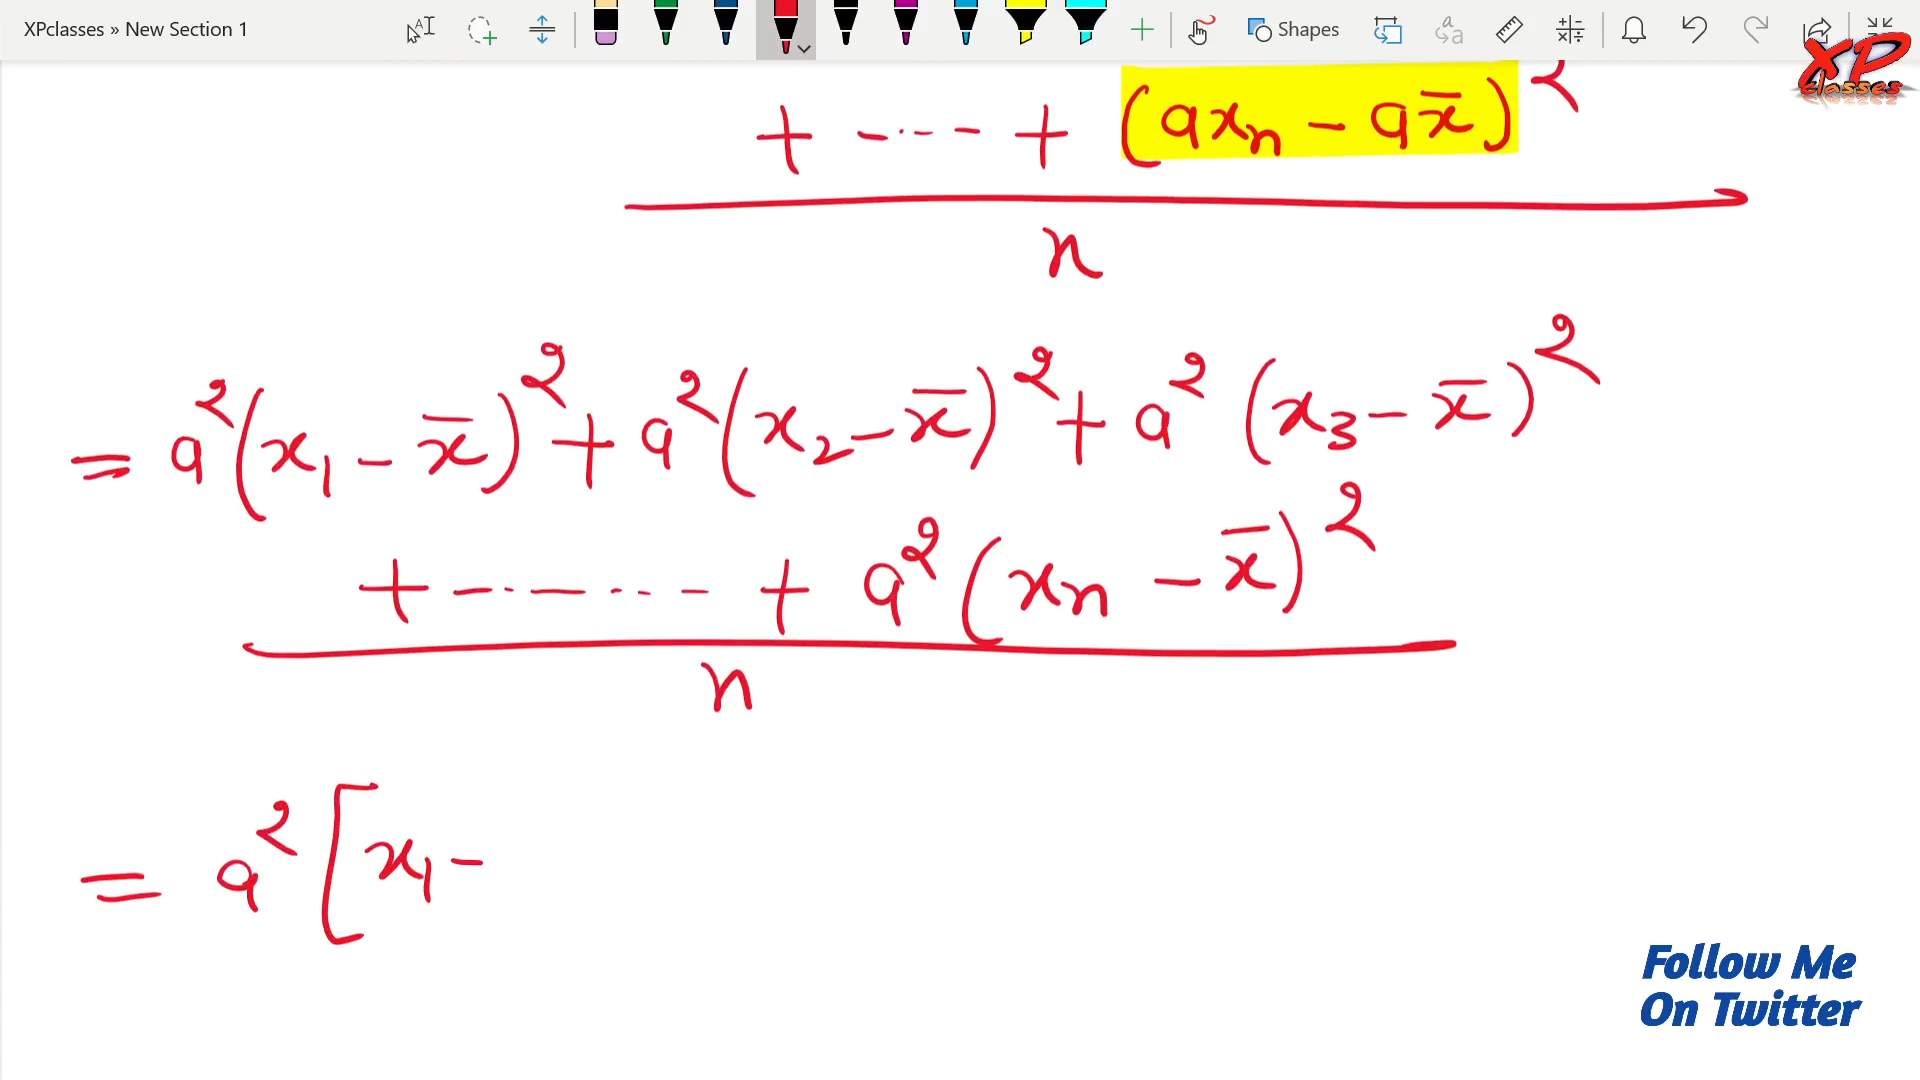 XPclasses » New Section 1
Shapes
XP
classes
+ -...- + (ax_n - ax̄)²
n
= a²(x₁ - x̄)² + a²(x₂ - x̄)² + a²(x₃ - x̄)²
+ -..-...- + a²(x_n - x̄)²
n
= a²[x₁ -
Follow Me
On Twitter